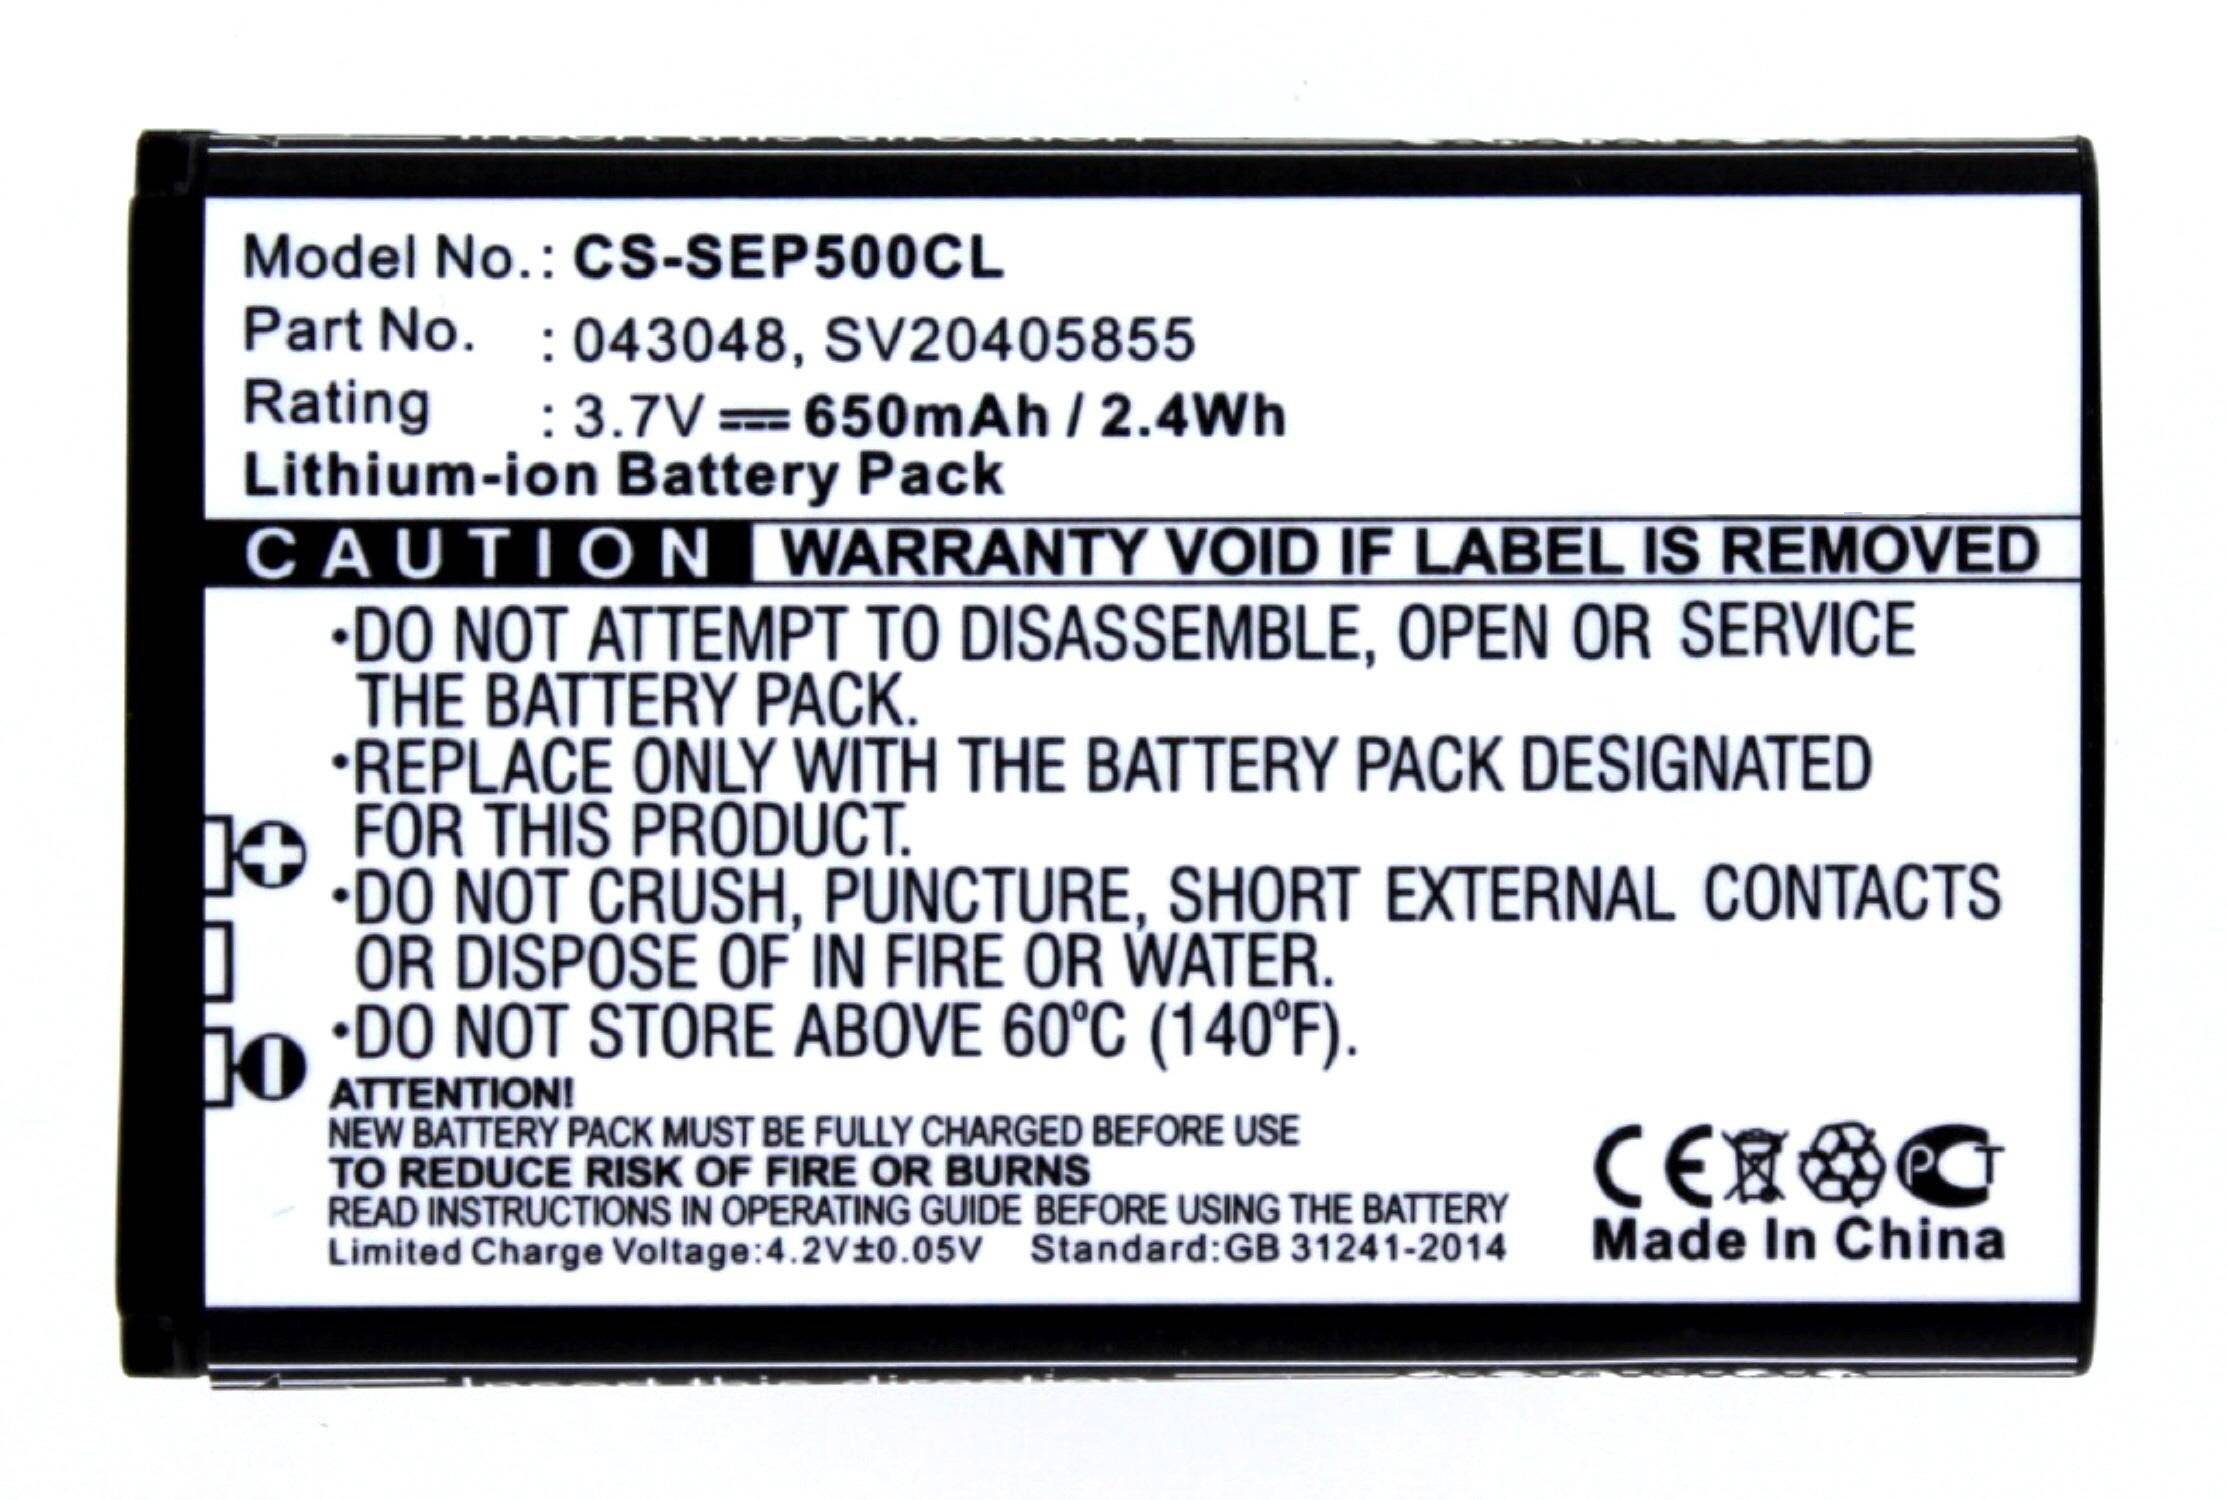 Model No.: CS-SEP500CL
Part No. : 043048, SV20405855
Rating : 3.7V 650mAh / 2.4Wh
Lithium-ion Battery Pack
CAUTION WARRANTY VOID IF LABEL IS REMOVED
•DO NOT ATTEMPT TO DISASSEMBLE, OPEN OR SERVICE
THE BATTERY PACK.
•REPLACE ONLY WITH THE BATTERY PACK DESIGNATED
FOR THIS PRODUCT.
•DO NOT CRUSH, PUNCTURE, SHORT EXTERNAL CONTACTS
OR DISPOSE OF IN FIRE OR WATER.
•DO NOT STORE ABOVE 60ºC (140ºF).
ATTENTION!
NEW BATTERY PACK MUST BE FULLY CHARGED BEFORE USE
TO REDUCE RISK OF FIRE OR BURNS
READ INSTRUCTIONS IN OPERATING GUIDE BEFORE USING THE BATTERY
Limited Charge Voltage:4.2V±0.05V Standard:GB 31241-2014
CE PCT
Made In China